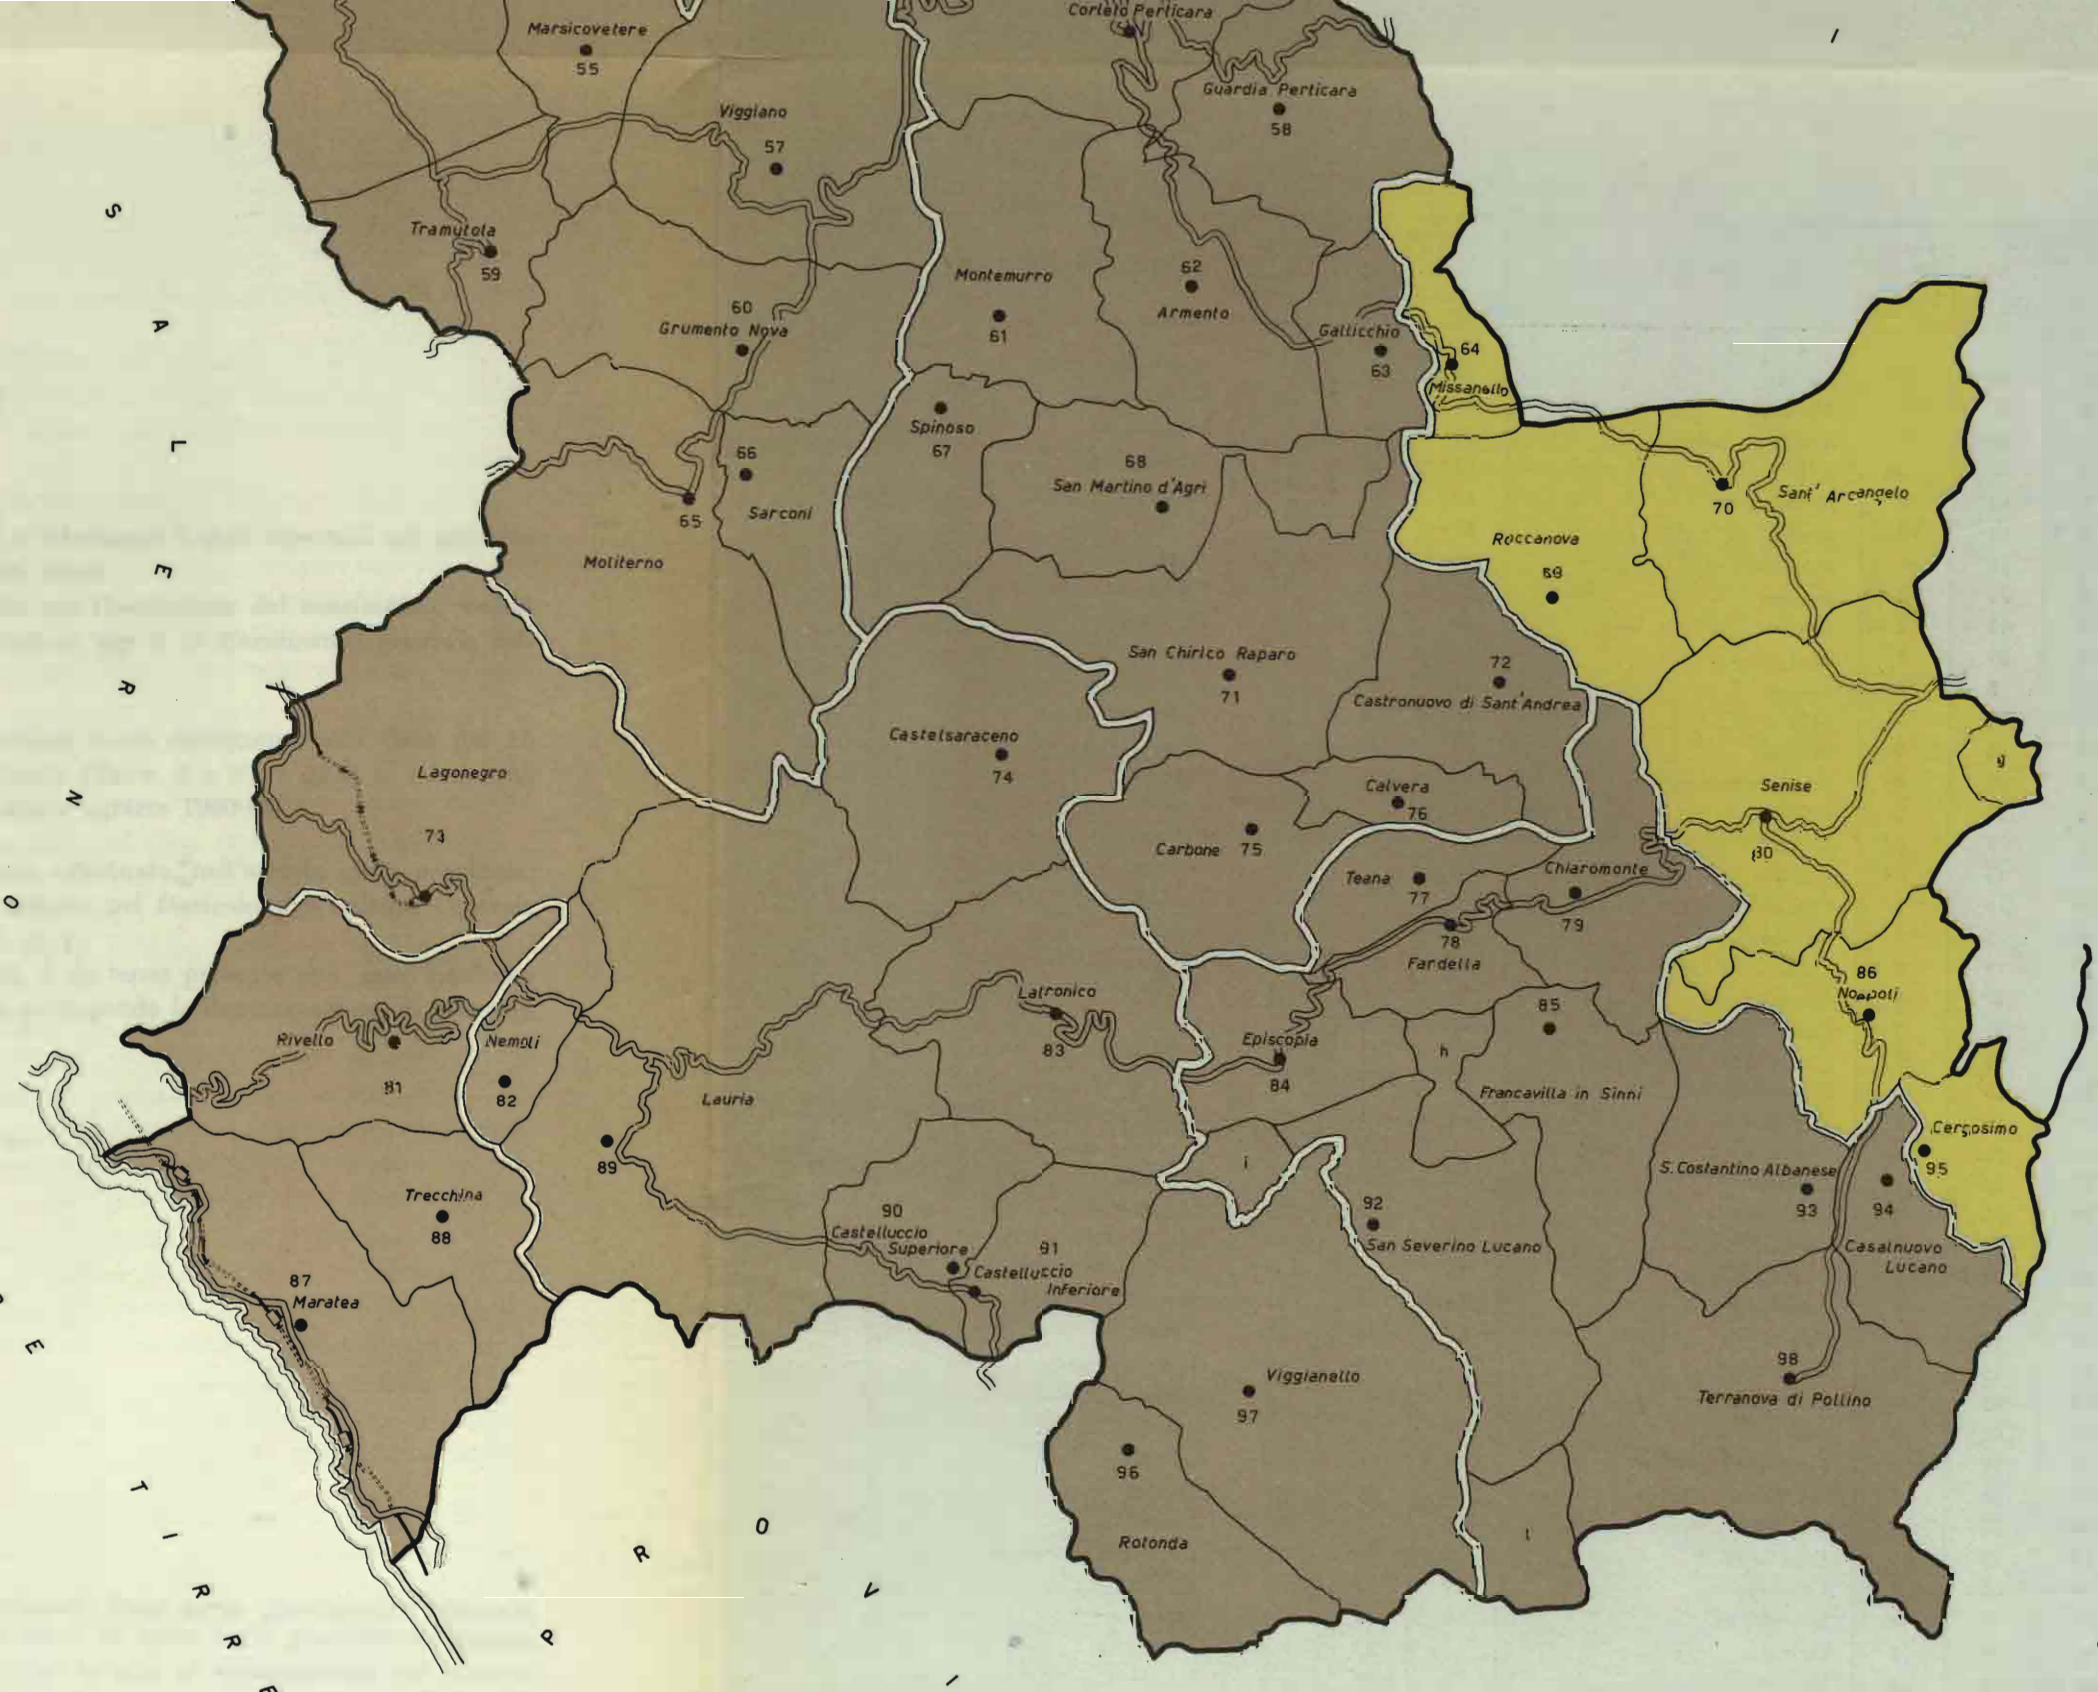 Corleto Perticara
I
Marsicovetere
55
Guardia Perticara
58
Viggiano
57
S
Tramutola
59
62
Armento
Montemurro
61
60
Grumento Nova
A
Gallicchio
63
64
Missanello
L
Spinoso
67
66
Sarconi
68
San Martino d'Agri
65
70
Sant' Arcangelo
Roccanova
69
E
Moliterno
San Chirico Raparo
71
72
Castronuovo di Sant'Andrea
R
Castelsaraceno
74
Lagonegro
73
N
Calvera
76
Senise
80
g
Carbone 75
Teana
77
Chiaromonte
79
O
78
Fardella
86
Noepoli
Latronico
83
85
Francavilla in Sinni
Episcopia
84
h
Rivello
81
Nemoli
82
Lauria
89
Cersosimo
95
S. Costantino Albanese
93
94
Casalnuovo
Lucano
i
Trecchina
88
90
Castelluccio
Superiore
91
Castelluccio
Inferiore
92
San Severino Lucano
87
Maratea
E
Viggianello
97
98
Terranova di Pollino
96
Rotonda
T
I
R
R
E
P
R
O
V
I
l